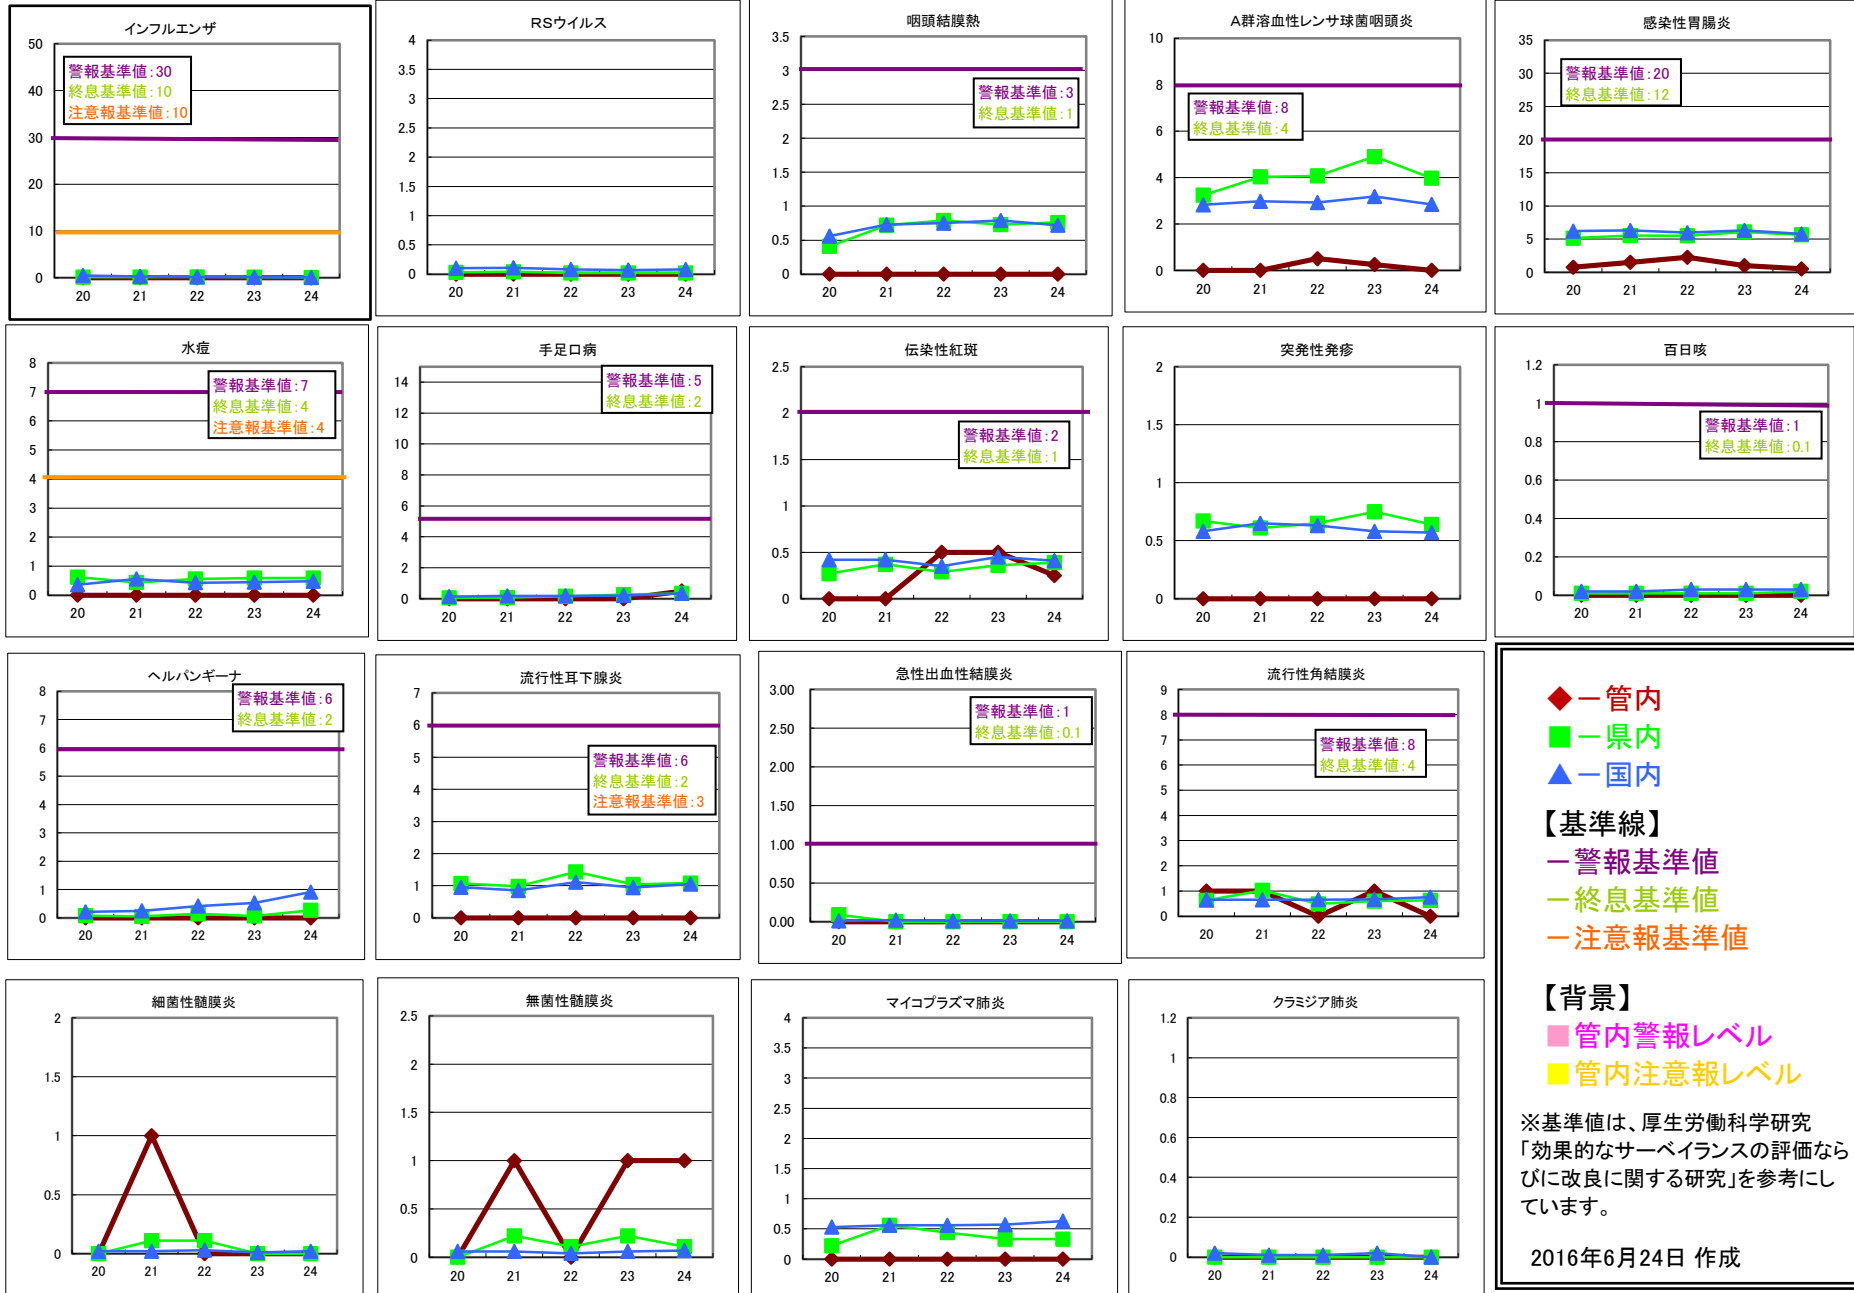 インフルエンザ
50
40
30
20
10
0
警報基準値:30
終息基準値:10
注意報基準値:10
20 21 22 23 24
RSウイルス
4
3.5
3
2.5
2
1.5
1
0.5
0
20 21 22 23 24
咽頭結膜熱
3.5
3
2.5
2
1.5
1
0.5
0
警報基準値:3
終息基準値:1
20 21 22 23 24
A群溶血性レンサ球菌咽頭炎
10
8
6
4
2
0
警報基準値:8
終息基準値:4
20 21 22 23 24
感染性胃腸炎
35
30
25
20
15
10
5
0
警報基準値:20
終息基準値:12
20 21 22 23 24
水痘
8
7
6
5
4
3
2
1
0
警報基準値:7
終息基準値:4
注意報基準値:4
20 21 22 23 24
手足口病
14
12
10
8
6
4
2
0
警報基準値:5
終息基準値:2
20 21 22 23 24
伝染性紅斑
2.5
2
1.5
1
0.5
0
警報基準値:2
終息基準値:1
20 21 22 23 24
突発性発疹
2
1.5
1
0.5
0
20 21 22 23 24
百日咳
1.2
1
0.8
0.6
0.4
0.2
0
警報基準値:1
終息基準値:0.1
20 21 22 23 24
ヘルパンギーナ
8
7
6
5
4
3
2
1
0
警報基準値:6
終息基準値:2
20 21 22 23 24
流行性耳下腺炎
7
6
5
4
3
2
1
0
警報基準値:6
終息基準値:2
注意報基準値:3
20 21 22 23 24
急性出血性結膜炎
3.00
2.50
2.00
1.50
1.00
0.50
0.00
警報基準値:1
終息基準値:0.1
20 21 22 23 24
流行性角結膜炎
9
8
7
6
5
4
3
2
1
0
警報基準値:8
終息基準値:4
20 21 22 23 24
細菌性髄膜炎
2
1.5
1
0.5
0
20 21 22 23 24
無菌性髄膜炎
2.5
2
1.5
1
0.5
0
20 21 22 23 24
マイコプラズマ肺炎
4
3.5
3
2.5
2
1.5
1
0.5
0
20 21 22 23 24
クラミジア肺炎
1.2
1
0.8
0.6
0.4
0.2
0
20 21 22 23 24
◆－管内
■－県内
▲－国内
【基準線】
－警報基準値
－終息基準値
－注意報基準値
【背景】
■管内警報レベル
■管内注意報レベル
※基準値は、厚生労働科学研究
「効果的なサーベイランスの評価なら
びに改良に関する研究」を参考にし
ています。
2016年6月24日 作成